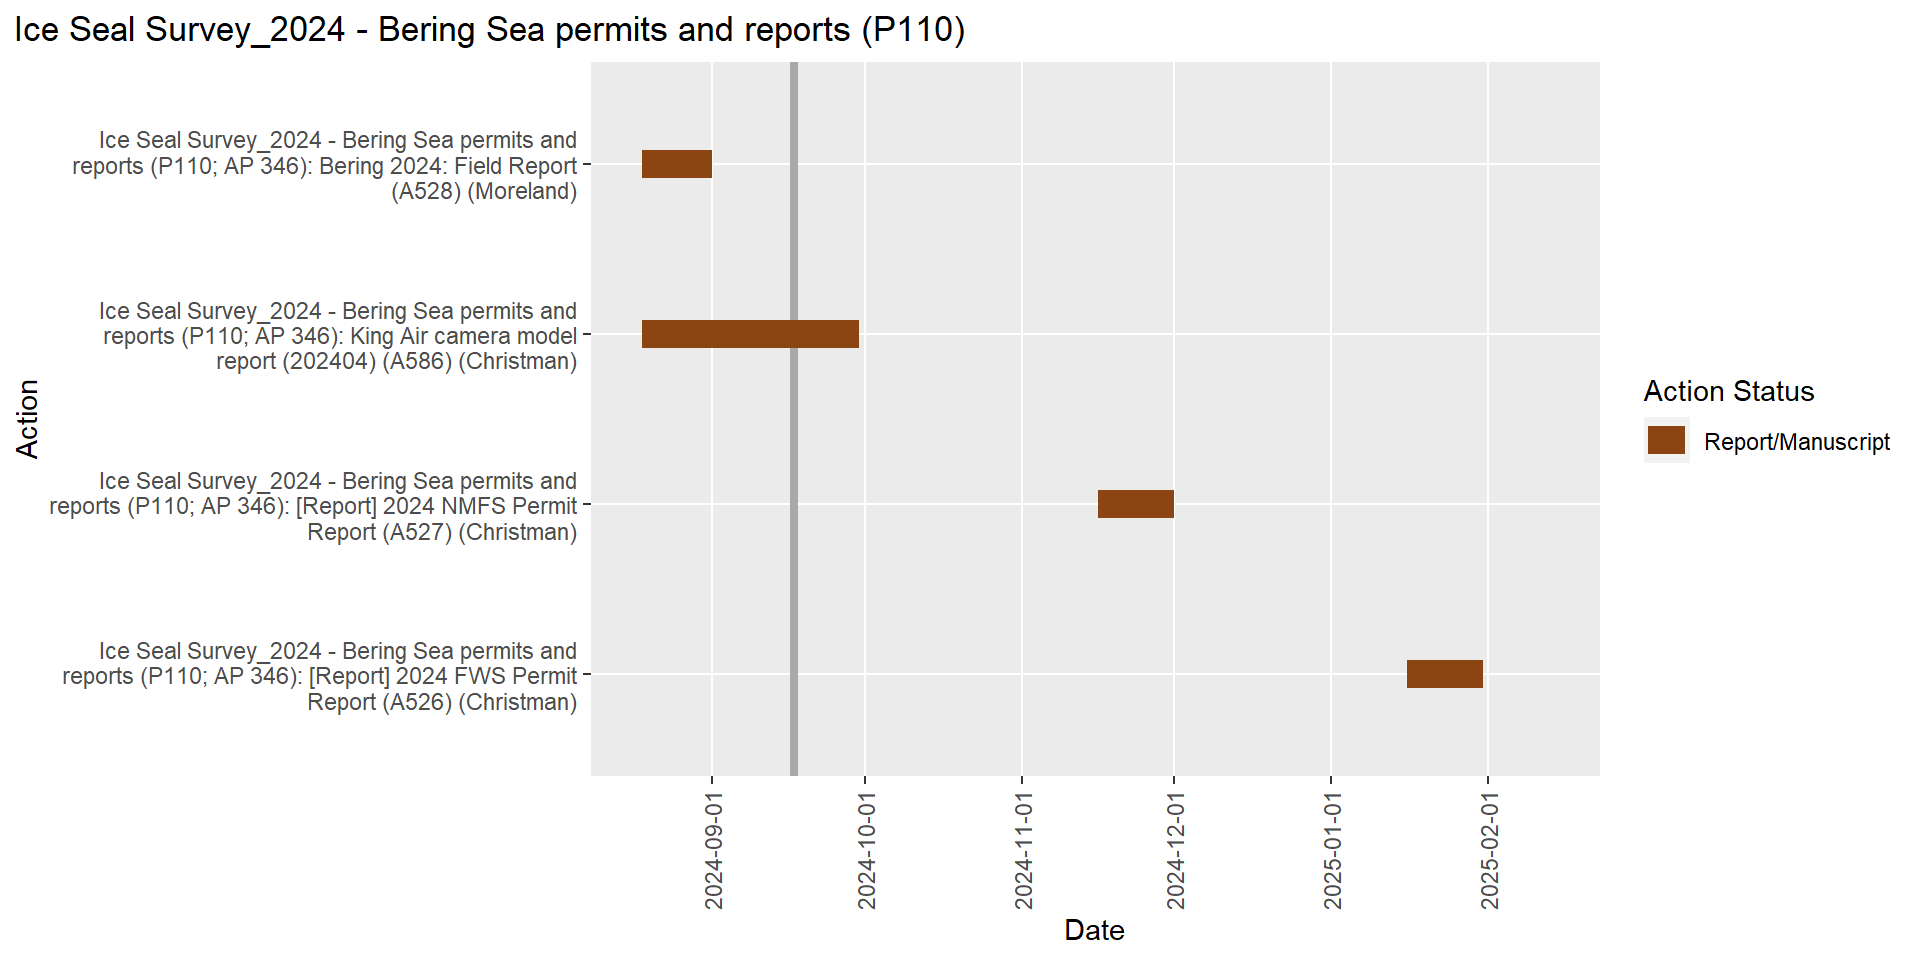 Ice Seal Survey_2024 - Bering Sea permits and reports (P110)
Ice Seal Survey_2024 - Bering Sea permits and
reports (P110; AP 346): Bering 2024: Field Report
(A528) (Moreland)
Ice Seal Survey_2024 - Bering Sea permits and
reports (P110; AP 346): King Air camera model
report (202404) (A586) (Christman)
Ice Seal Survey_2024 - Bering Sea permits and
reports (P110; AP 346): [Report] 2024 NMFS Permit
Report (A527) (Christman)
Ice Seal Survey_2024 - Bering Sea permits and
reports (P110; AP 346): [Report] 2024 FWS Permit
Report (A526) (Christman)
Action
2024-09-01
2024-10-01
2024-11-01
2024-12-01
2025-01-01
2025-02-01
Date
Action Status
Report/Manuscript